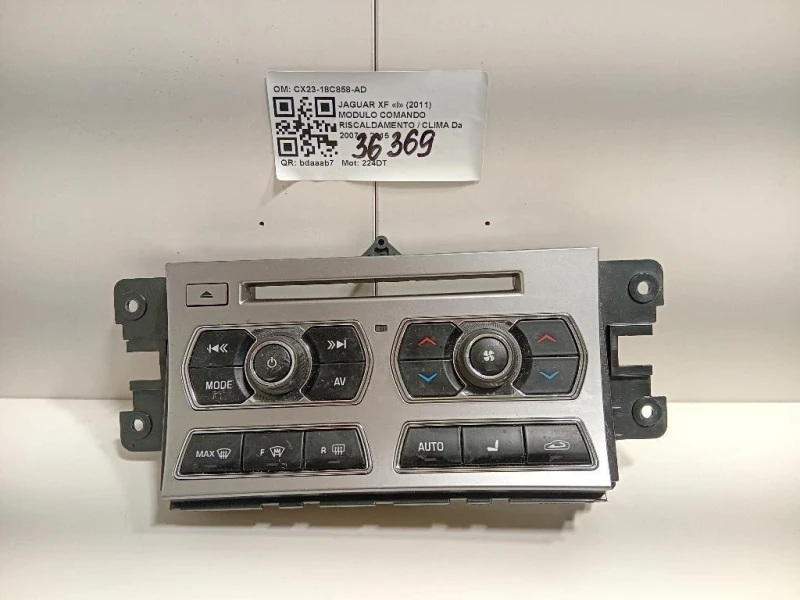 OM: CX23-18C858-AD
JAGUAR XF «I» (2011)
MODULO COMANDO
RISCALDAMENTO / CLIMA Da
36369
QR: bdaaab7 Mot: 224DT
MODE
AV
MAX
F
R
AUTO